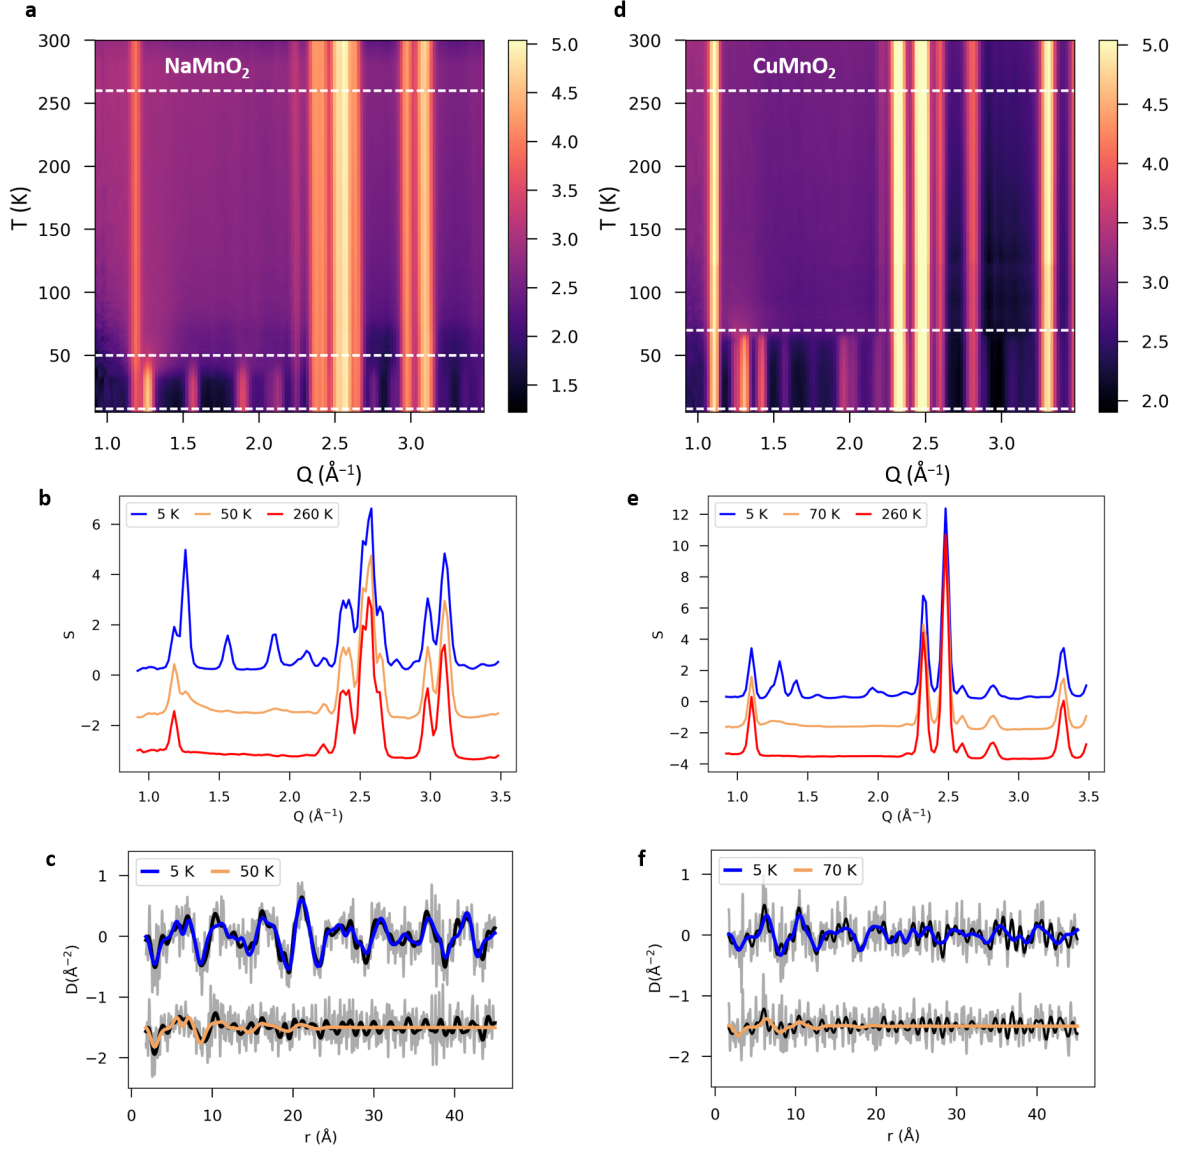 a
NaMnO2
300
250
200
150
100
50
T (K)
1.0 1.5 2.0 2.5 3.0
Q (Å−1)
5.0
4.5
4.0
3.5
3.0
2.5
2.0
1.5
d
CuMnO2
300
250
200
150
100
50
T (K)
1.0 1.5 2.0 2.5 3.0
Q (Å−1)
5.0
4.5
4.0
3.5
3.0
2.5
2.0
b
5 K 50 K 260 K
6
4
2
0
−2
S
1.0 1.5 2.0 2.5 3.0 3.5
Q (Å−1)
e
5 K 70 K 260 K
12
10
8
6
4
2
0
−2
−4
S
1.0 1.5 2.0 2.5 3.0 3.5
Q (Å−1)
c
5 K 50 K
1
0
−1
−2
D(Å−2)
0 10 20 30 40
r (Å)
f
5 K 70 K
1
0
−1
−2
D(Å−2)
0 10 20 30 40
r (Å)